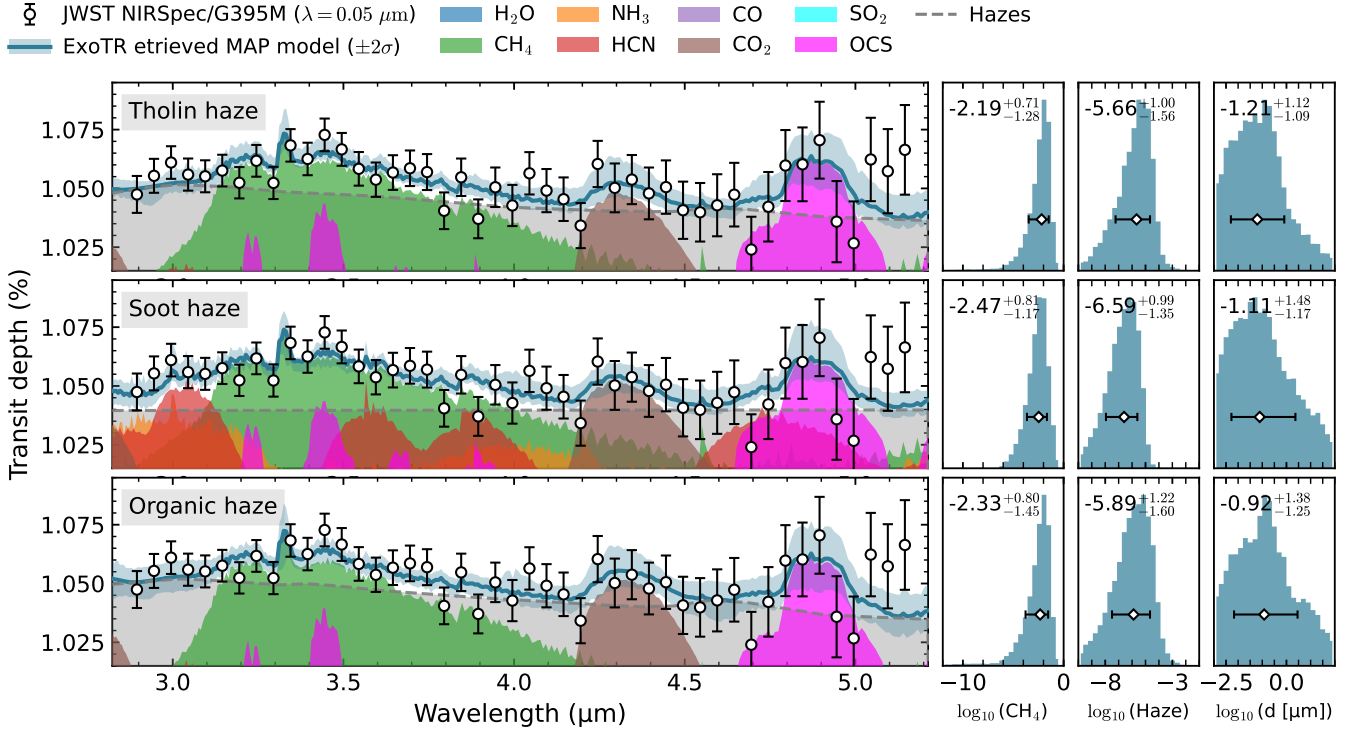 JWST NIRSpec/G395M (λ = 0.05 μm)
ExoTR etrieved MAP model (±2σ)
H₂O NH₃ CO SO₂ Hazes
CH₄ HCN CO₂ OCS
Transit depth (%)
Tholin haze
1.075
1.050
1.025
-2.19 +0.71 −1.28
-5.66 +1.00 −1.56
-1.21 +1.12 −1.09
Soot haze
1.075
1.050
1.025
-2.47 +0.81 −1.17
-6.59 +0.99 −1.35
-1.11 +1.48 −1.17
Organic haze
1.075
1.050
1.025
-2.33 +0.80 −1.45
-5.89 +1.22 −1.60
-0.92 +1.38 −1.25
3.0 3.5 4.0 4.5 5.0
Wavelength (μm)
−10 0
log₁₀ (CH₄)
−8 −3
log₁₀ (Haze)
−2.5 0.0
log₁₀ (d [μm])